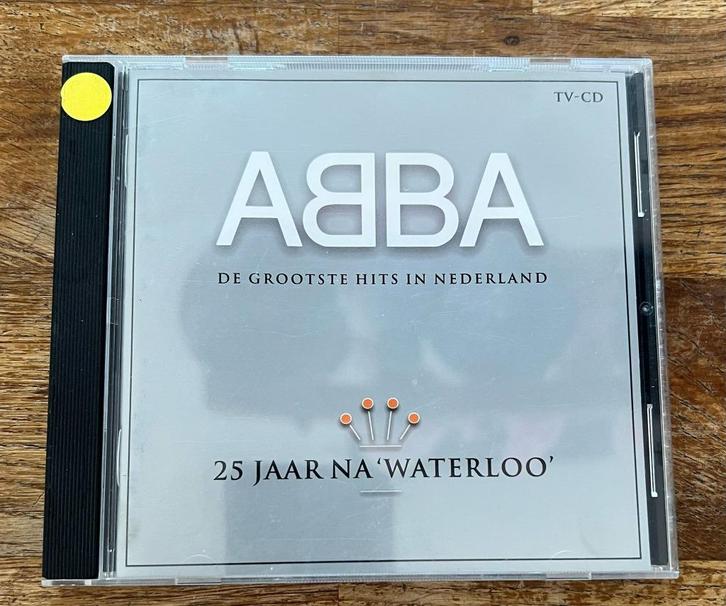 TV-CD
ABBA
DE GROOTSTE HITS IN NEDERLAND
25 JAAR NA 'WATERLOO'